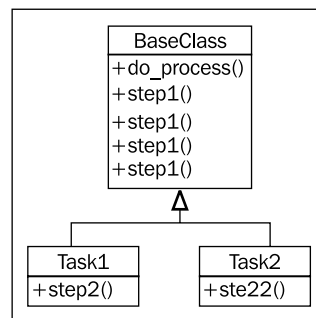 BaseClass
+do_process()
+step1()
+step1()
+step1()
+step1()
Task1
+step2()
Task2
+ste22()